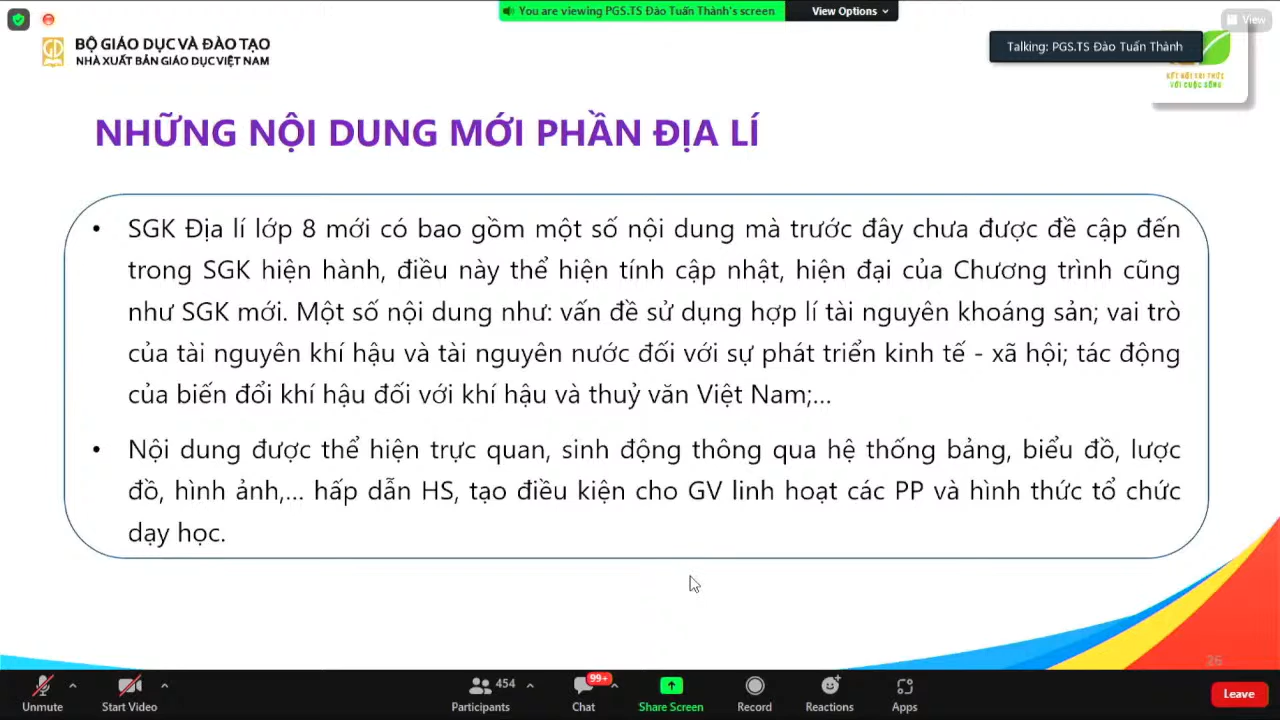 You are viewing PGS.TS Đào Tuấn Thành's screen
View Options
View
BỘ GIÁO DỤC VÀ ĐÀO TẠO
NHÀ XUẤT BẢN GIÁO DỤC VIỆT NAM
Talking: PGS.TS Đào Tuấn Thành
KẾT NỐI TRI THỨC
VỚI CUỘC SỐNG
NHỮNG NỘI DUNG MỚI PHẦN ĐỊA LÍ
• SGK Địa lí lớp 8 mới có bao gồm một số nội dung mà trước đây chưa được đề cập đến
trong SGK hiện hành, điều này thể hiện tính cập nhật, hiện đại của Chương trình cũng
như SGK mới. Một số nội dung như: vấn đề sử dụng hợp lí tài nguyên khoáng sản; vai trò
của tài nguyên khí hậu và tài nguyên nước đối với sự phát triển kinh tế - xã hội; tác động
của biến đổi khí hậu đối với khí hậu và thuỷ văn Việt Nam;...
• Nội dung được thể hiện trực quan, sinh động thông qua hệ thống bảng, biểu đồ, lược
đồ, hình ảnh,... hấp dẫn HS, tạo điều kiện cho GV linh hoạt các PP và hình thức tổ chức
dạy học.
26
Unmute
Start Video
454
Participants
99+
Chat
Share Screen
Record
Reactions
Apps
Leave